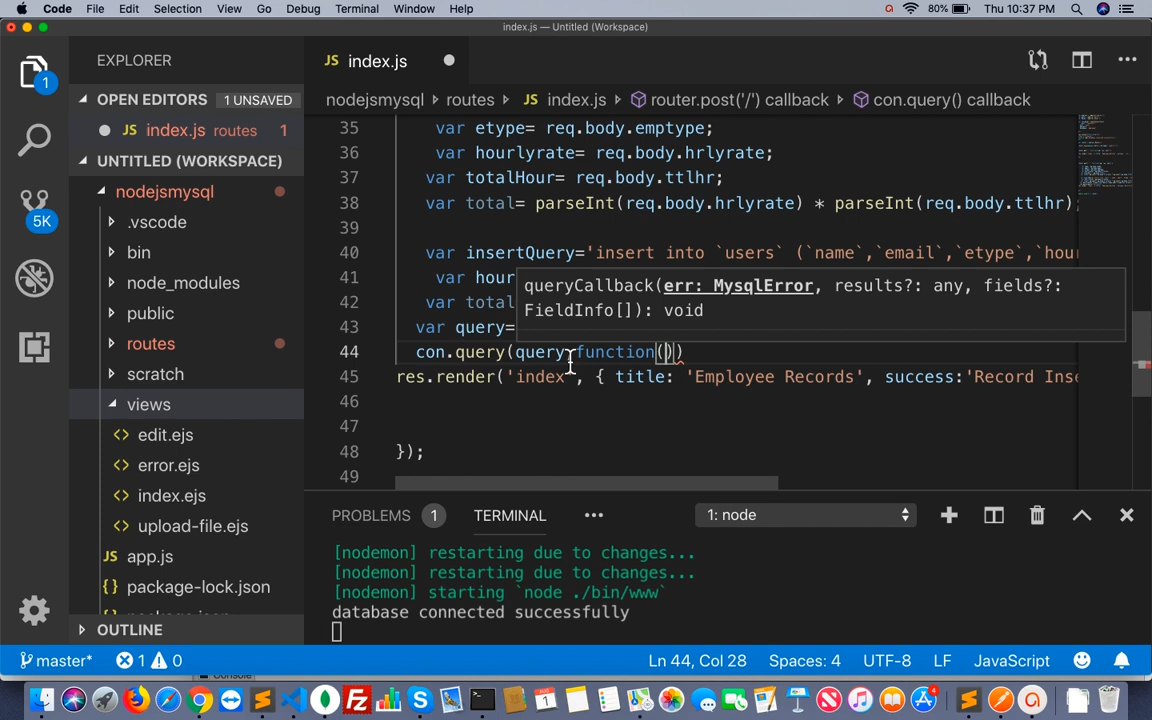 Code File Edit Selection View Go Debug Terminal Window Help 80% Thu 10:37 PM
index.js — Untitled (Workspace)
EXPLORER
OPEN EDITORS 1 UNSAVED
JS index.js routes 1
UNTITLED (WORKSPACE)
nodejsmysql
.vscode
bin
node_modules
public
routes
scratch
views
<> edit.ejs
<> error.ejs
<> index.ejs
<> upload-file.ejs
JS app.js
{} package-lock.json
OUTLINE
1
5K
JS index.js
nodejsmysql › routes › JS index.js › router.post('/') callback › con.query() callback
35 var etype= req.body.emptype;
36 var hourlyrate= req.body.hrlyrate;
37 var totalHour= req.body.ttlhr;
38 var total= parseInt(req.body.hrlyrate) * parseInt(req.body.ttlhr);
39
40 var insertQuery='insert into `users` (`name`,`email`,`etype`,`hour
41 var hour
42 var total
43 var query=
queryCallback(err: MysqlError, results?: any, fields?:
FieldInfo[]): void
44 con.query(query,function())
45 res.render('index', { title: 'Employee Records', success:'Record Inse
46
47
48 });
49
PROBLEMS 1 TERMINAL ••• 1: node
[nodemon] restarting due to changes...
[nodemon] restarting due to changes...
[nodemon] starting `node ./bin/www`
database connected successfully
master* 1 0 Ln 44, Col 28 Spaces: 4 UTF-8 LF JavaScript
Console